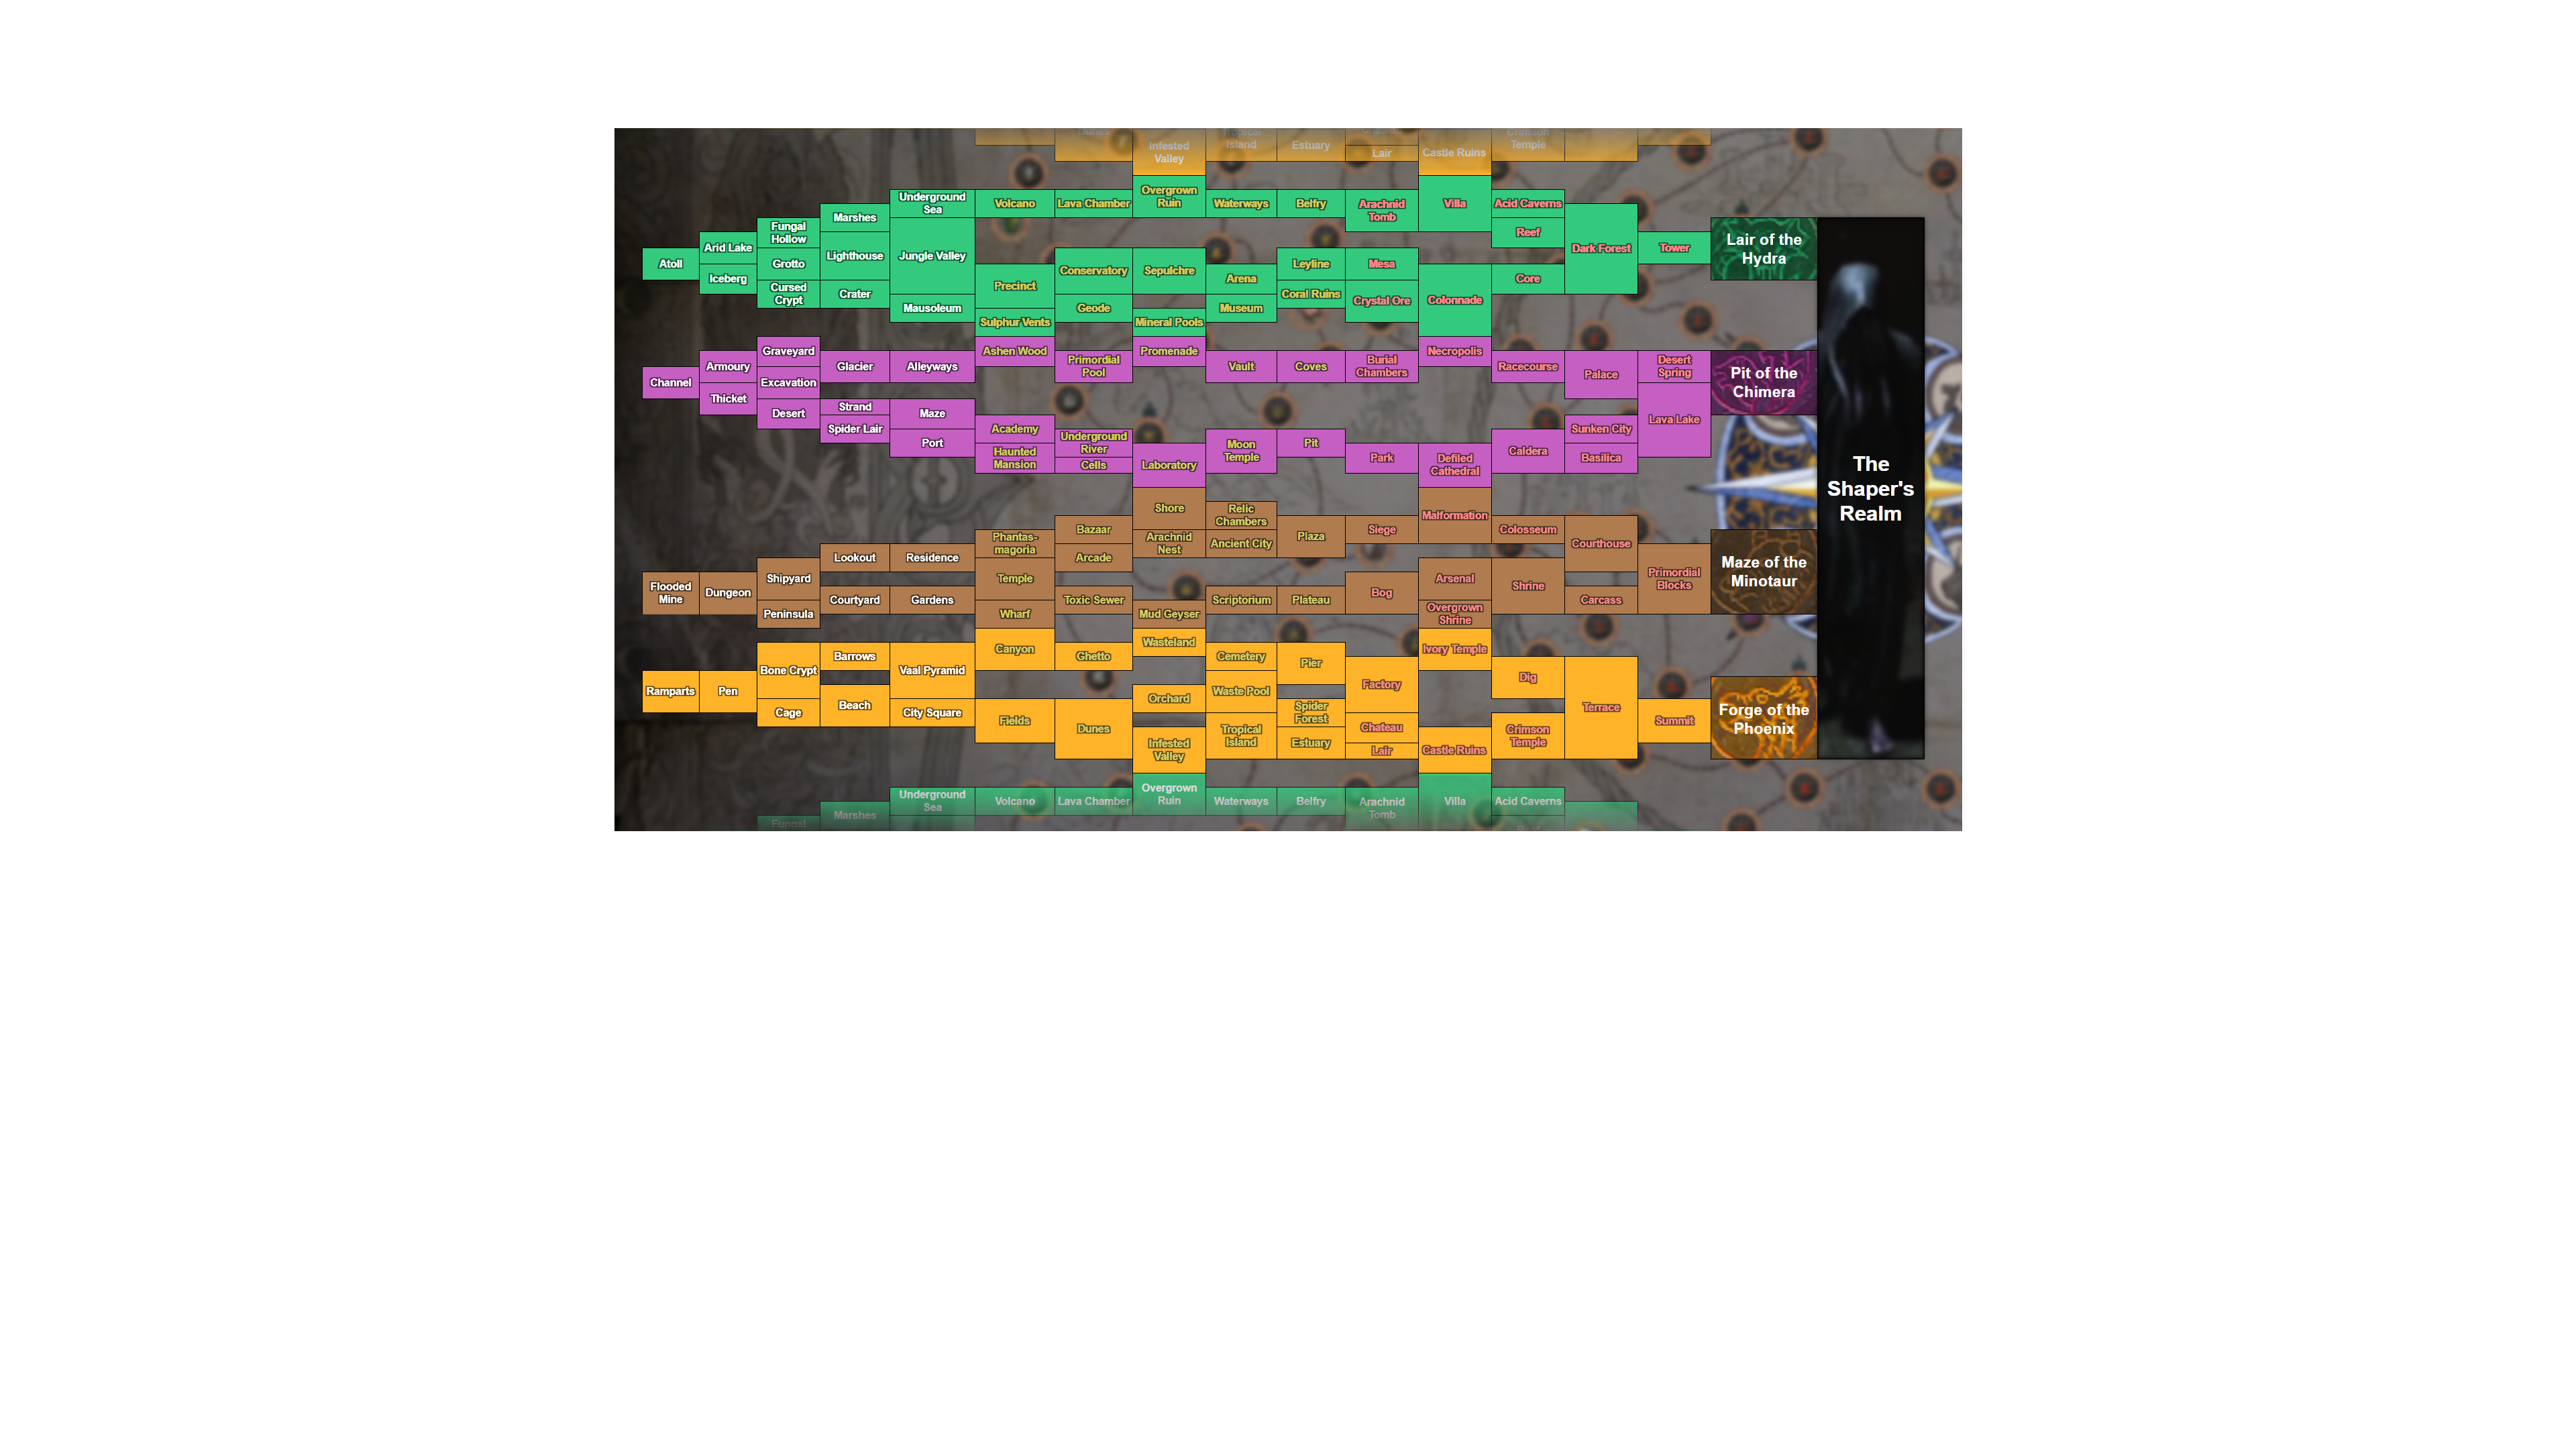 Dunes
Infested
Valley
Tropical
Island
Estuary
Lair
Castle Ruins
Crimson
Temple
Underground
Sea
Volcano
Lava Chamber
Overgrown
Ruin
Waterways
Belfry
Arachnid
Tomb
Villa
Acid Caverns
Marshes
Fungal
Hollow
Reef
Arid Lake
Lighthouse
Jungle Valley
Dark Forest
Tower
Lair of the
Hydra
Atoll
Grotto
Conservatory
Sepulchre
Leyline
Mesa
Iceberg
Precinct
Arena
Core
Cursed
Crypt
Crater
Coral Ruins
Crystal Ore
Colonnade
Mausoleum
Geode
Museum
Sulphur Vents
Mineral Pools
Graveyard
Ashen Wood
Promenade
Necropolis
Armoury
Glacier
Alleyways
Primordial
Pool
Vault
Coves
Burial
Chambers
Racecourse
Palace
Desert
Spring
Pit of the
Chimera
Channel
Excavation
Thicket
Desert
Strand
Maze
Lava Lake
Spider Lair
Port
Academy
Underground
River
Moon
Temple
Pit
Sunken City
Haunted
Mansion
Cells
Laboratory
Park
Defiled
Cathedral
Caldera
Basilica
The
Shaper's
Realm
Shore
Relic
Chambers
Malformation
Bazaar
Siege
Colosseum
Phantas-
magoria
Arachnid
Nest
Ancient City
Plaza
Courthouse
Lookout
Residence
Arcade
Shipyard
Temple
Arsenal
Primordial
Blocks
Maze of the
Minotaur
Flooded
Mine
Dungeon
Courtyard
Gardens
Toxic Sewer
Scriptorium
Plateau
Bog
Shrine
Carcass
Peninsula
Wharf
Mud Geyser
Overgrown
Shrine
Canyon
Wasteland
Ivory Temple
Bone Crypt
Barrows
Vaal Pyramid
Ghetto
Cemetery
Pier
Ramparts
Pen
Waste Pool
Factory
Dig
Beach
Orchard
Terrace
Cage
City Square
Fields
Dunes
Spider
Forest
Summit
Forge of the
Phoenix
Tropical
Island
Chateau
Crimson
Temple
Infested
Valley
Estuary
Lair
Castle Ruins
Underground
Sea
Volcano
Lava Chamber
Overgrown
Ruin
Waterways
Belfry
Arachnid
Tomb
Villa
Acid Caverns
Marshes
Fungal